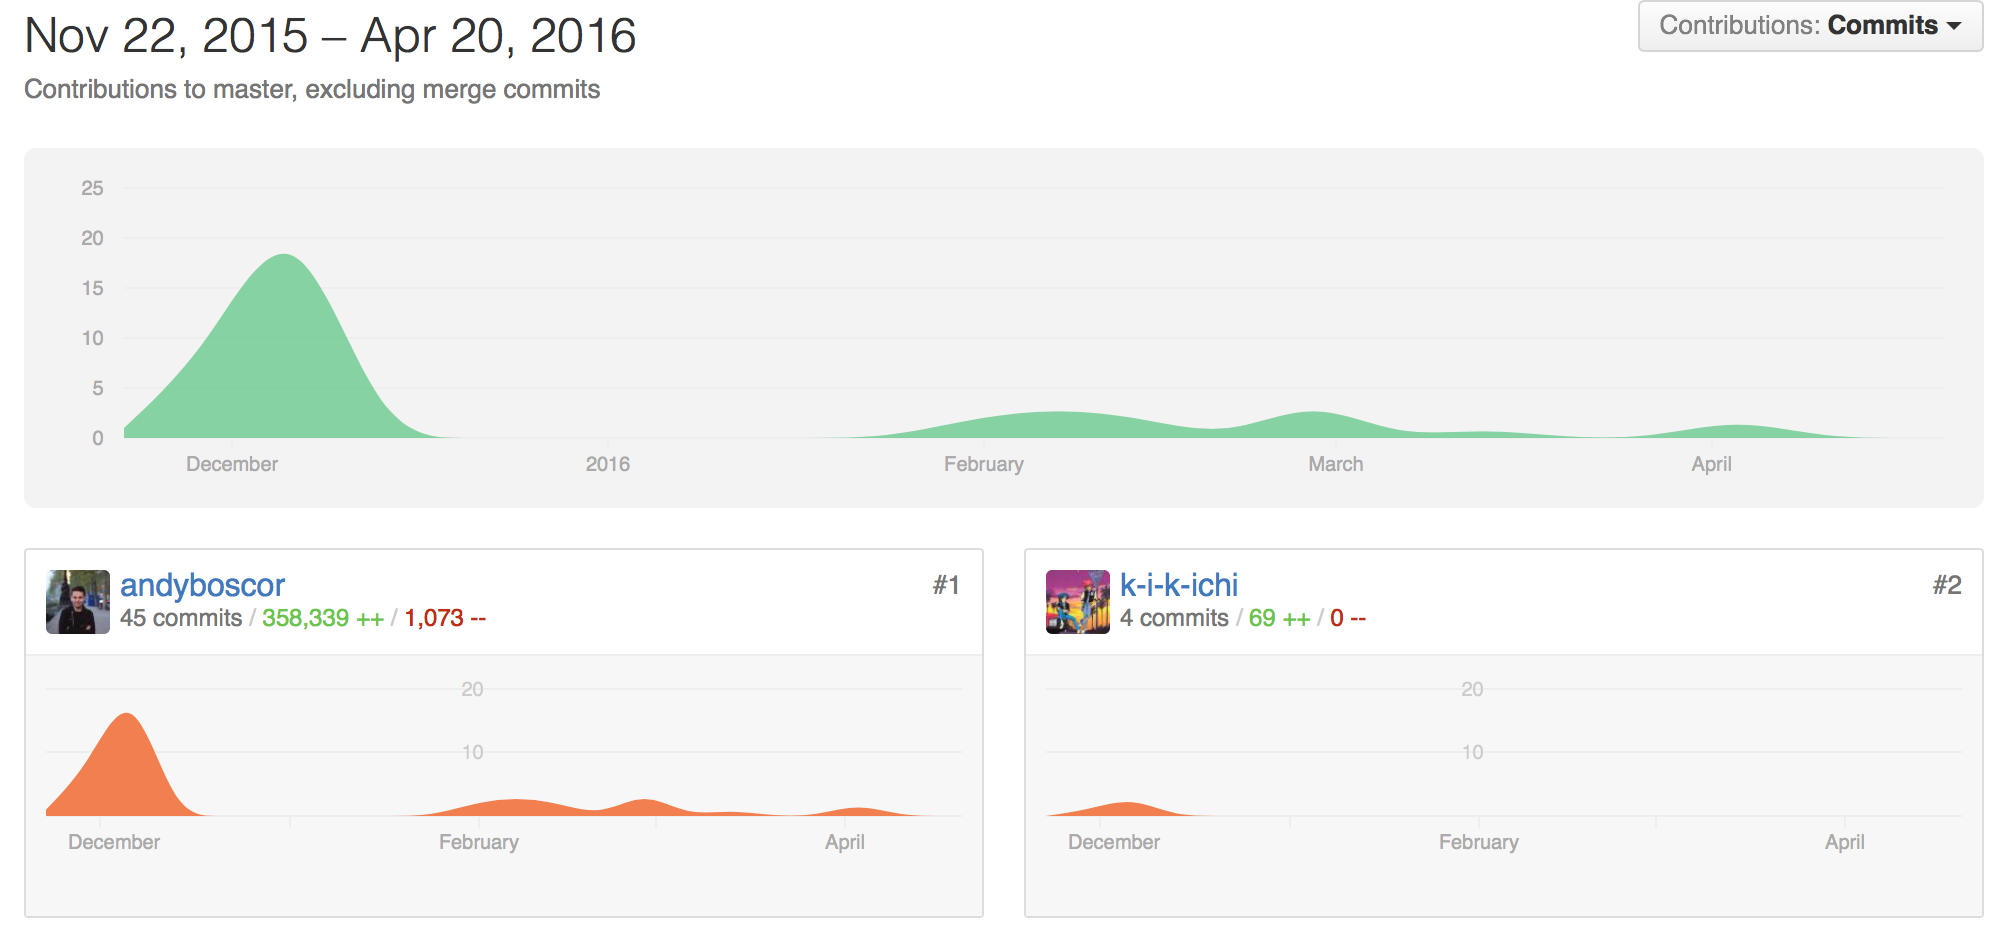 Nov 22, 2015 – Apr 20, 2016
Contributions: Commits
Contributions to master, excluding merge commits
25
20
15
10
5
0
December 2016 February March April
andyboscor #1
45 commits / 358,339 ++ / 1,073 --
20
10
December February April
k-i-k-ichi #2
4 commits / 69 ++ / 0 --
20
10
December February April